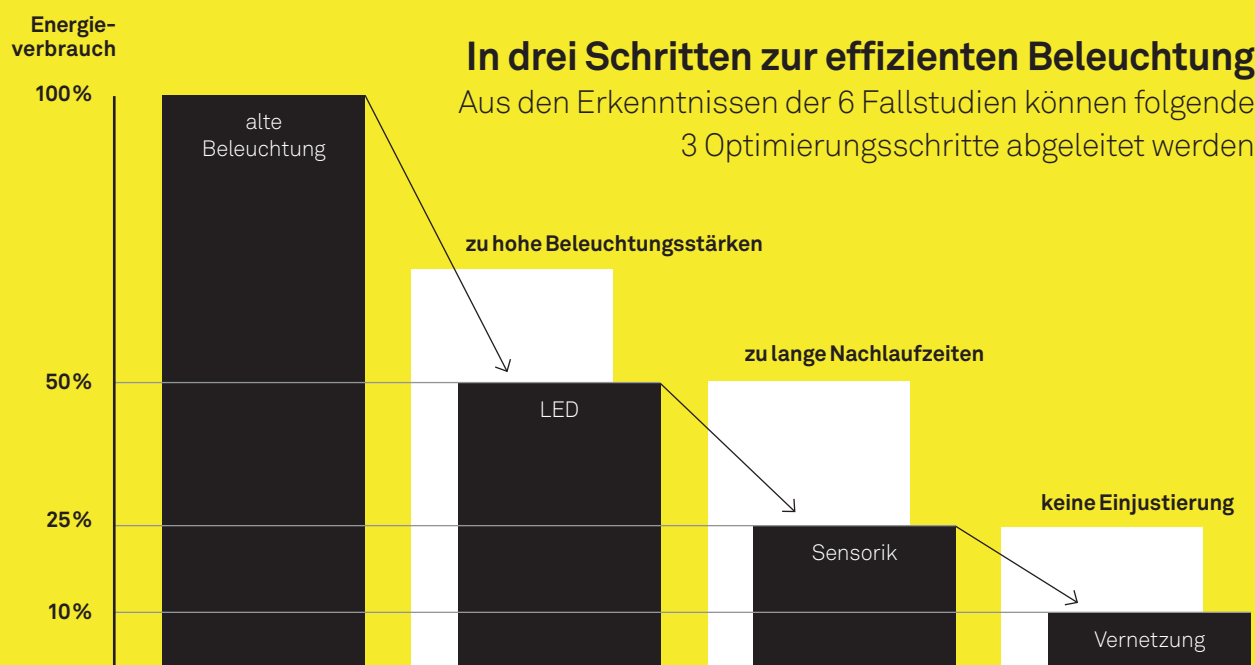 Energie-
verbrauch
In drei Schritten zur effizienten Beleuchtung
Aus den Erkenntnissen der 6 Fallstudien können folgende
3 Optimierungsschritte abgeleitet werden
100%
alte
Beleuchtung
zu hohe Beleuchtungsstärken
zu lange Nachlaufzeiten
50%
LED
keine Einjustierung
25%
Sensorik
10%
Vernetzung